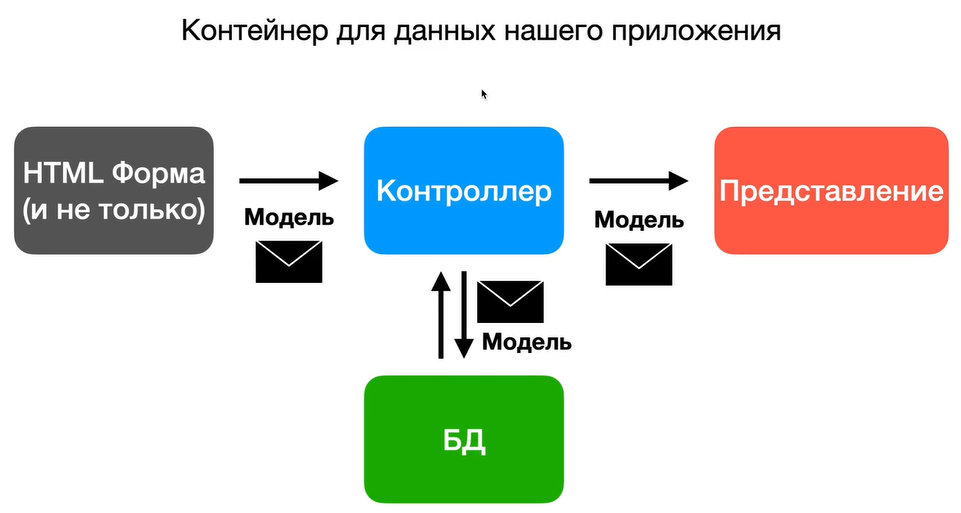 Контейнер для данных нашего приложения
HTML Форма
(и не только)
Модель
Контроллер
Модель
Представление
Модель
БД